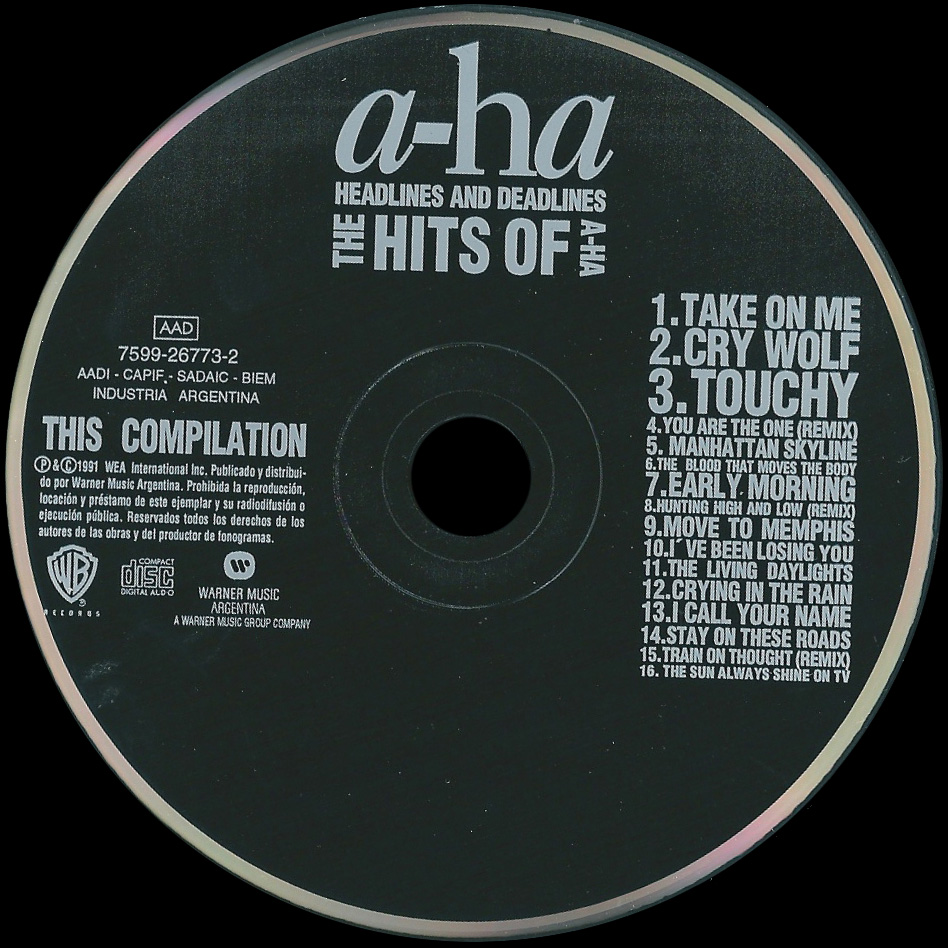 a-ha
HEADLINES AND DEADLINES
THE HITS OF A-HA
AAD
7599-26773-2
AADI - CAPIF - SADAIC - BIEM
INDUSTRIA ARGENTINA
THIS COMPILATION
Ⓟ&Ⓒ1991 WEA International Inc. Publicado y distribui-
do por Warner Music Argentina. Prohibida la reproducción,
locación y préstamo de este ejemplar y su radiodifusión o
ejecución pública. Reservados todos los derechos de los
autores de las obras y del productor de fonogramas.
WB
RECORDS
COMPACT
disc
DIGITAL AUDIO
WARNER MUSIC
ARGENTINA
A WARNER MUSIC GROUP COMPANY
1.TAKE ON ME
2.CRY WOLF
3.TOUCHY
4.YOU ARE THE ONE (REMIX)
5. MANHATTAN SKYLINE
6.THE BLOOD THAT MOVES THE BODY
7.EARLY MORNING
8.HUNTING HIGH AND LOW (REMIX)
9.MOVE TO MEMPHIS
10.I´VE BEEN LOSING YOU
11.THE LIVING DAYLIGHTS
12.CRYING IN THE RAIN
13.I CALL YOUR NAME
14.STAY ON THESE ROADS
15.TRAIN ON THOUGHT (REMIX)
16. THE SUN ALWAYS SHINE ON TV